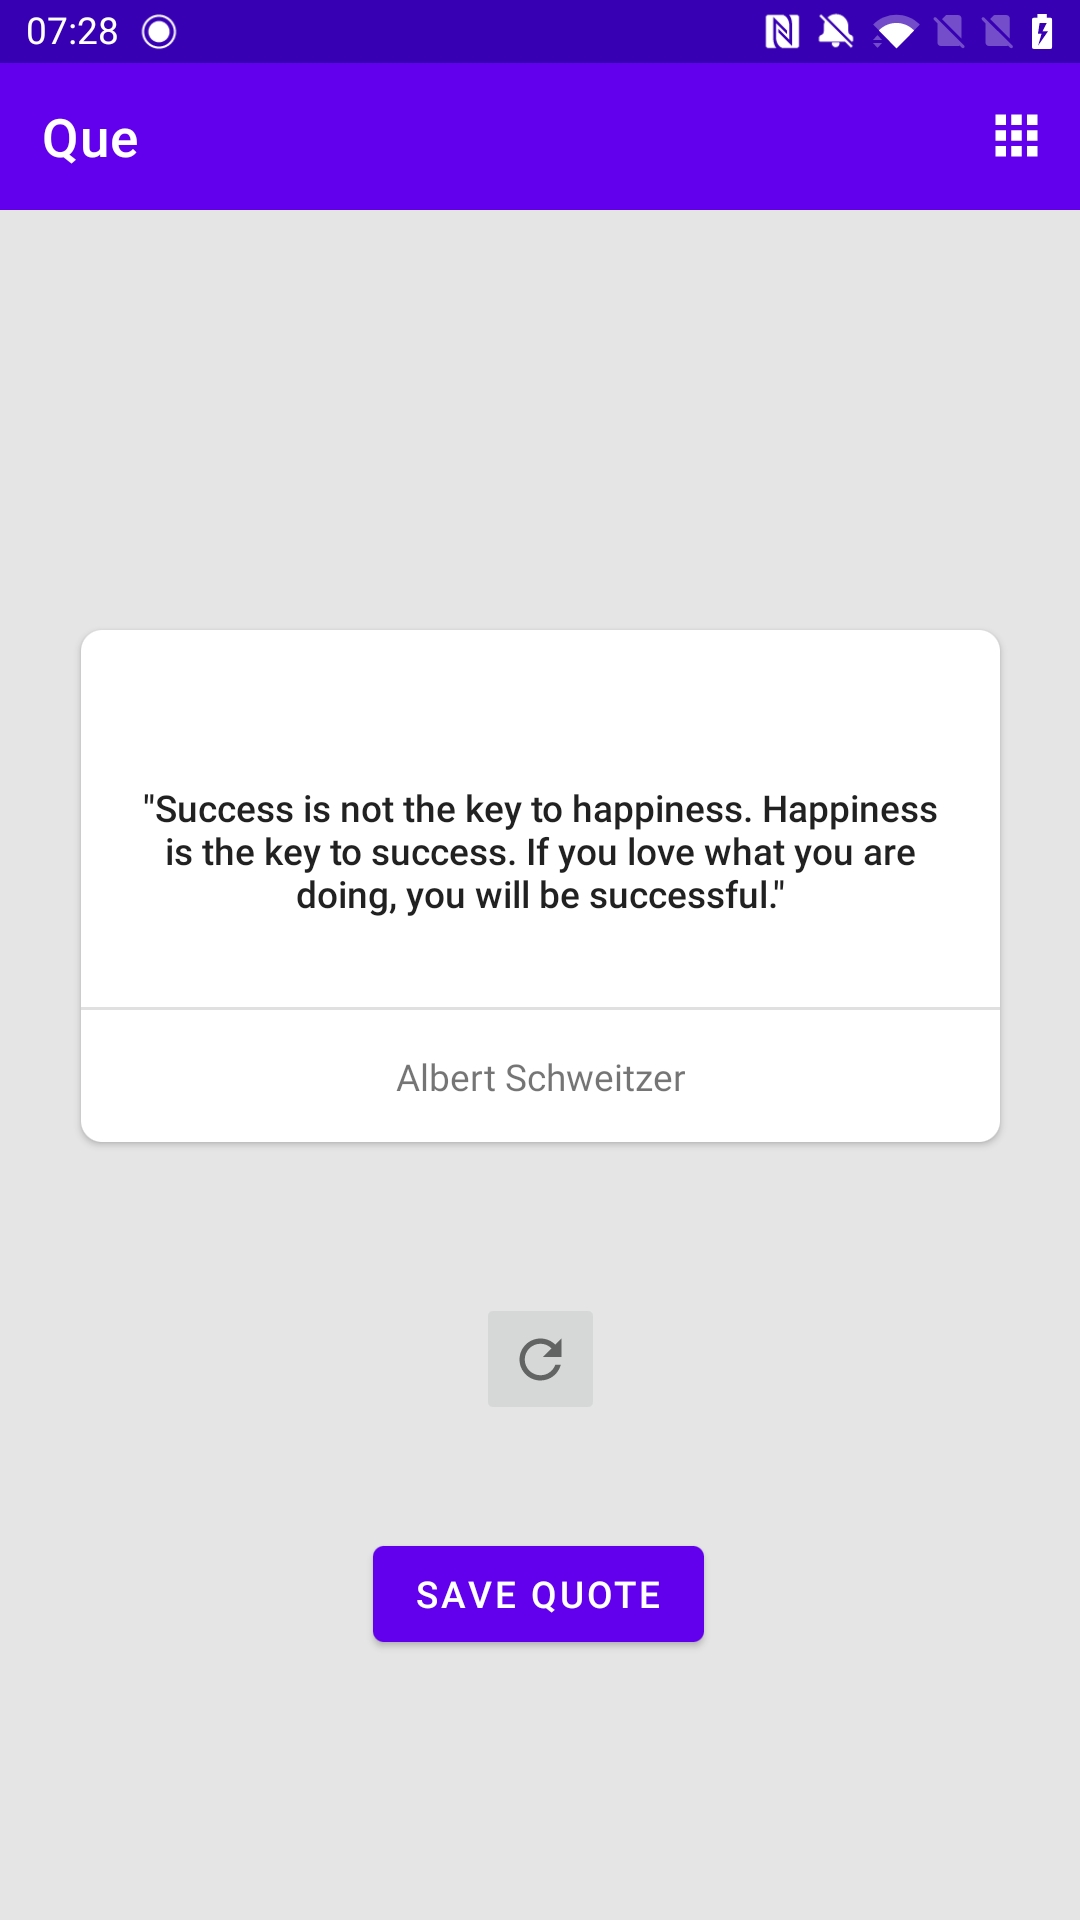 07:28
Que
"Success is not the key to happiness. Happiness
is the key to success. If you love what you are
doing, you will be successful."
Albert Schweitzer
SAVE QUOTE